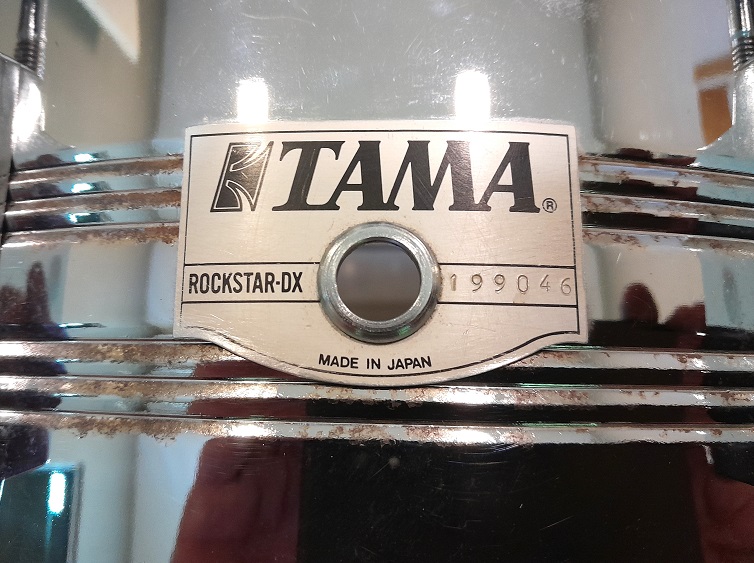 TAMA®
ROCKSTAR-DX 199046
MADE IN JAPAN